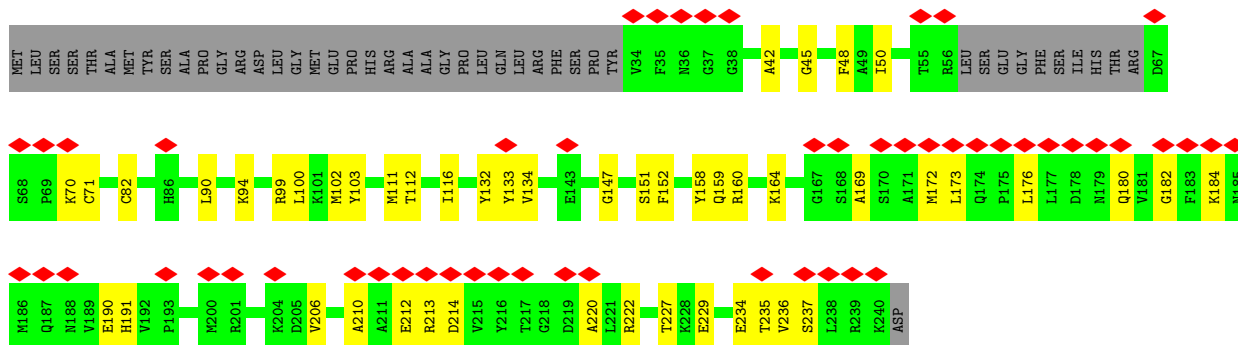 MET LEU SER SER THR ALA MET TYR SER ALA PRO GLY ARG ASP LEU GLY MET GLU PRO HIS ARG ALA ALA GLY PRO LEU GLN LEU ARG PHE SER PRO TYR V34 F35 N36 G37 G38 A42 G45 F48 A49 I50 T55 R56 LEU SER GLU GLY PHE SER ILE HIS THR ARG D67
S68 P69 K70 C71 C82 H86 L90 K94 R99 L100 K101 M102 Y103 M111 T112 I116 Y132 Y133 V134 E143 G147 S151 F152 Y158 Q159 R160 K164 G167 S168 A169 S170 A171 M172 L173 Q174 P175 L176 L177 D178 N179 Q180 V181 G182 F183 K184 N185
M186 Q187 N188 V189 E190 H191 V192 P193 M200 R201 K204 D205 V206 A210 A211 E212 R213 D214 V215 Y216 T217 G218 D219 A220 L221 R222 T227 K228 E229 E234 T235 V236 S237 L238 R239 K240 ASP